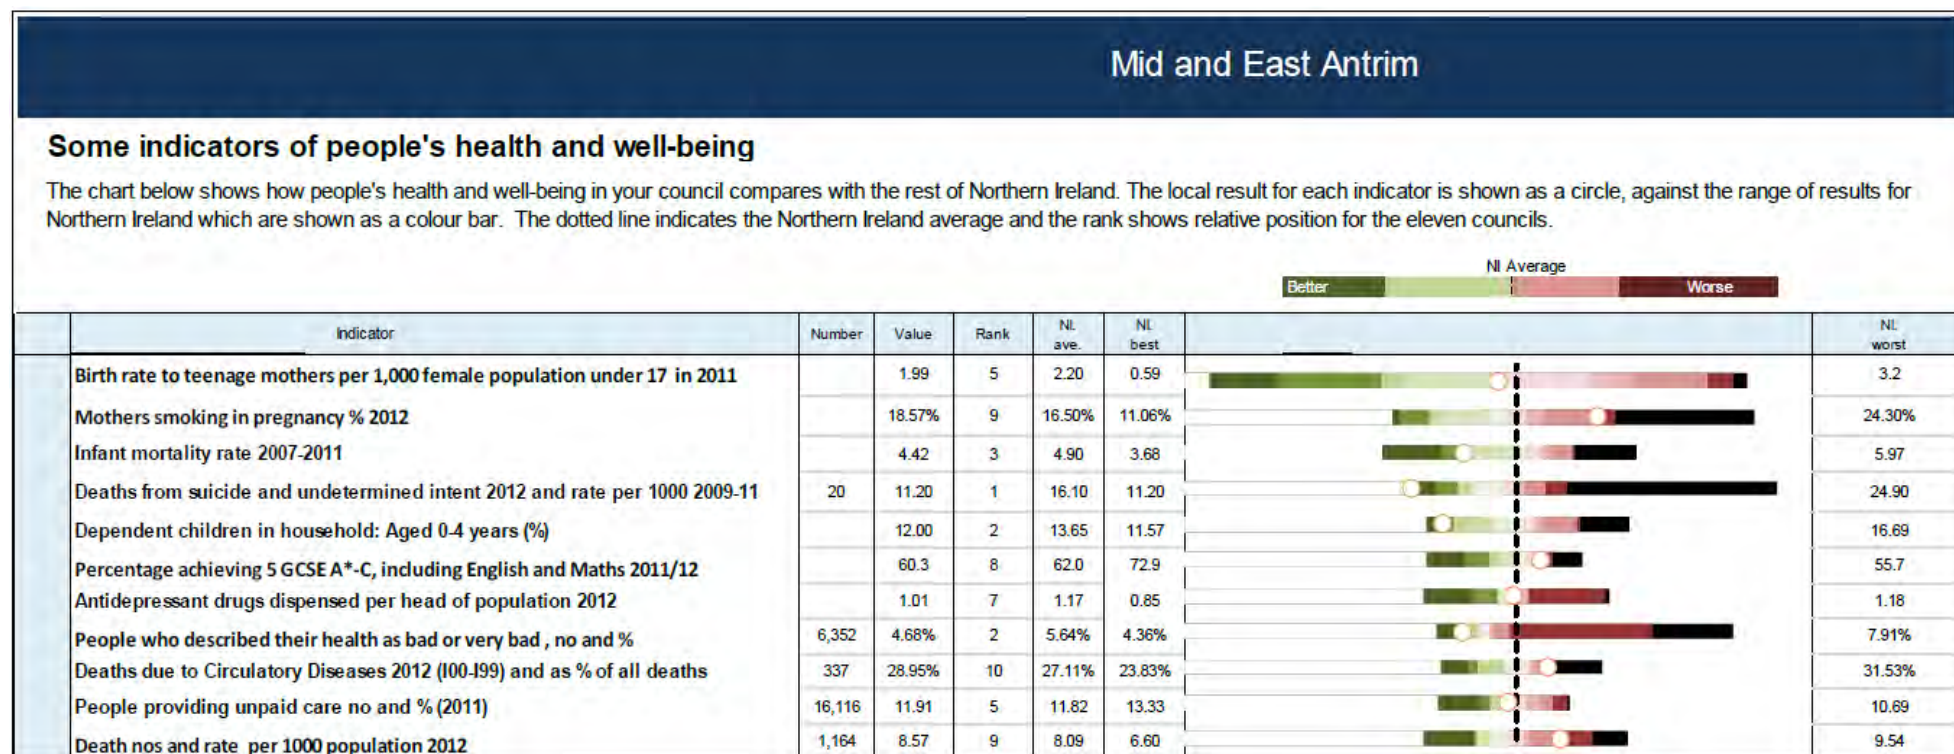 Mid and East Antrim
Some indicators of people's health and well-being
The chart below shows how people's health and well-being in your council compares with the rest of Northern Ireland. The local result for each indicator is shown as a circle, against the range of results for
Northern Ireland which are shown as a colour bar. The dotted line indicates the Northern Ireland average and the rank shows relative position for the eleven councils.
NI Average
Better Worse
Indicator Number Value Rank NI. ave. NI. best NI. worst
Birth rate to teenage mothers per 1,000 female population under 17 in 2011 1.99 5 2.20 0.59 3.2
Mothers smoking in pregnancy % 2012 18.57% 9 16.50% 11.06% 24.30%
Infant mortality rate 2007-2011 4.42 3 4.90 3.68 5.97
Deaths from suicide and undetermined intent 2012 and rate per 1000 2009-11 20 11.20 1 16.10 11.20 24.90
Dependent children in household: Aged 0-4 years (%) 12.00 2 13.65 11.57 16.69
Percentage achieving 5 GCSE A*-C, including English and Maths 2011/12 60.3 8 62.0 72.9 55.7
Antidepressant drugs dispensed per head of population 2012 1.01 7 1.17 0.85 1.18
People who described their health as bad or very bad , no and % 6,352 4.68% 2 5.64% 4.36% 7.91%
Deaths due to Circulatory Diseases 2012 (I00-I99) and as % of all deaths 337 28.95% 10 27.11% 23.83% 31.53%
People providing unpaid care no and % (2011) 16,116 11.91 5 11.82 13.33 10.69
Death nos and rate per 1000 population 2012 1,164 8.57 9 8.09 6.60 9.54